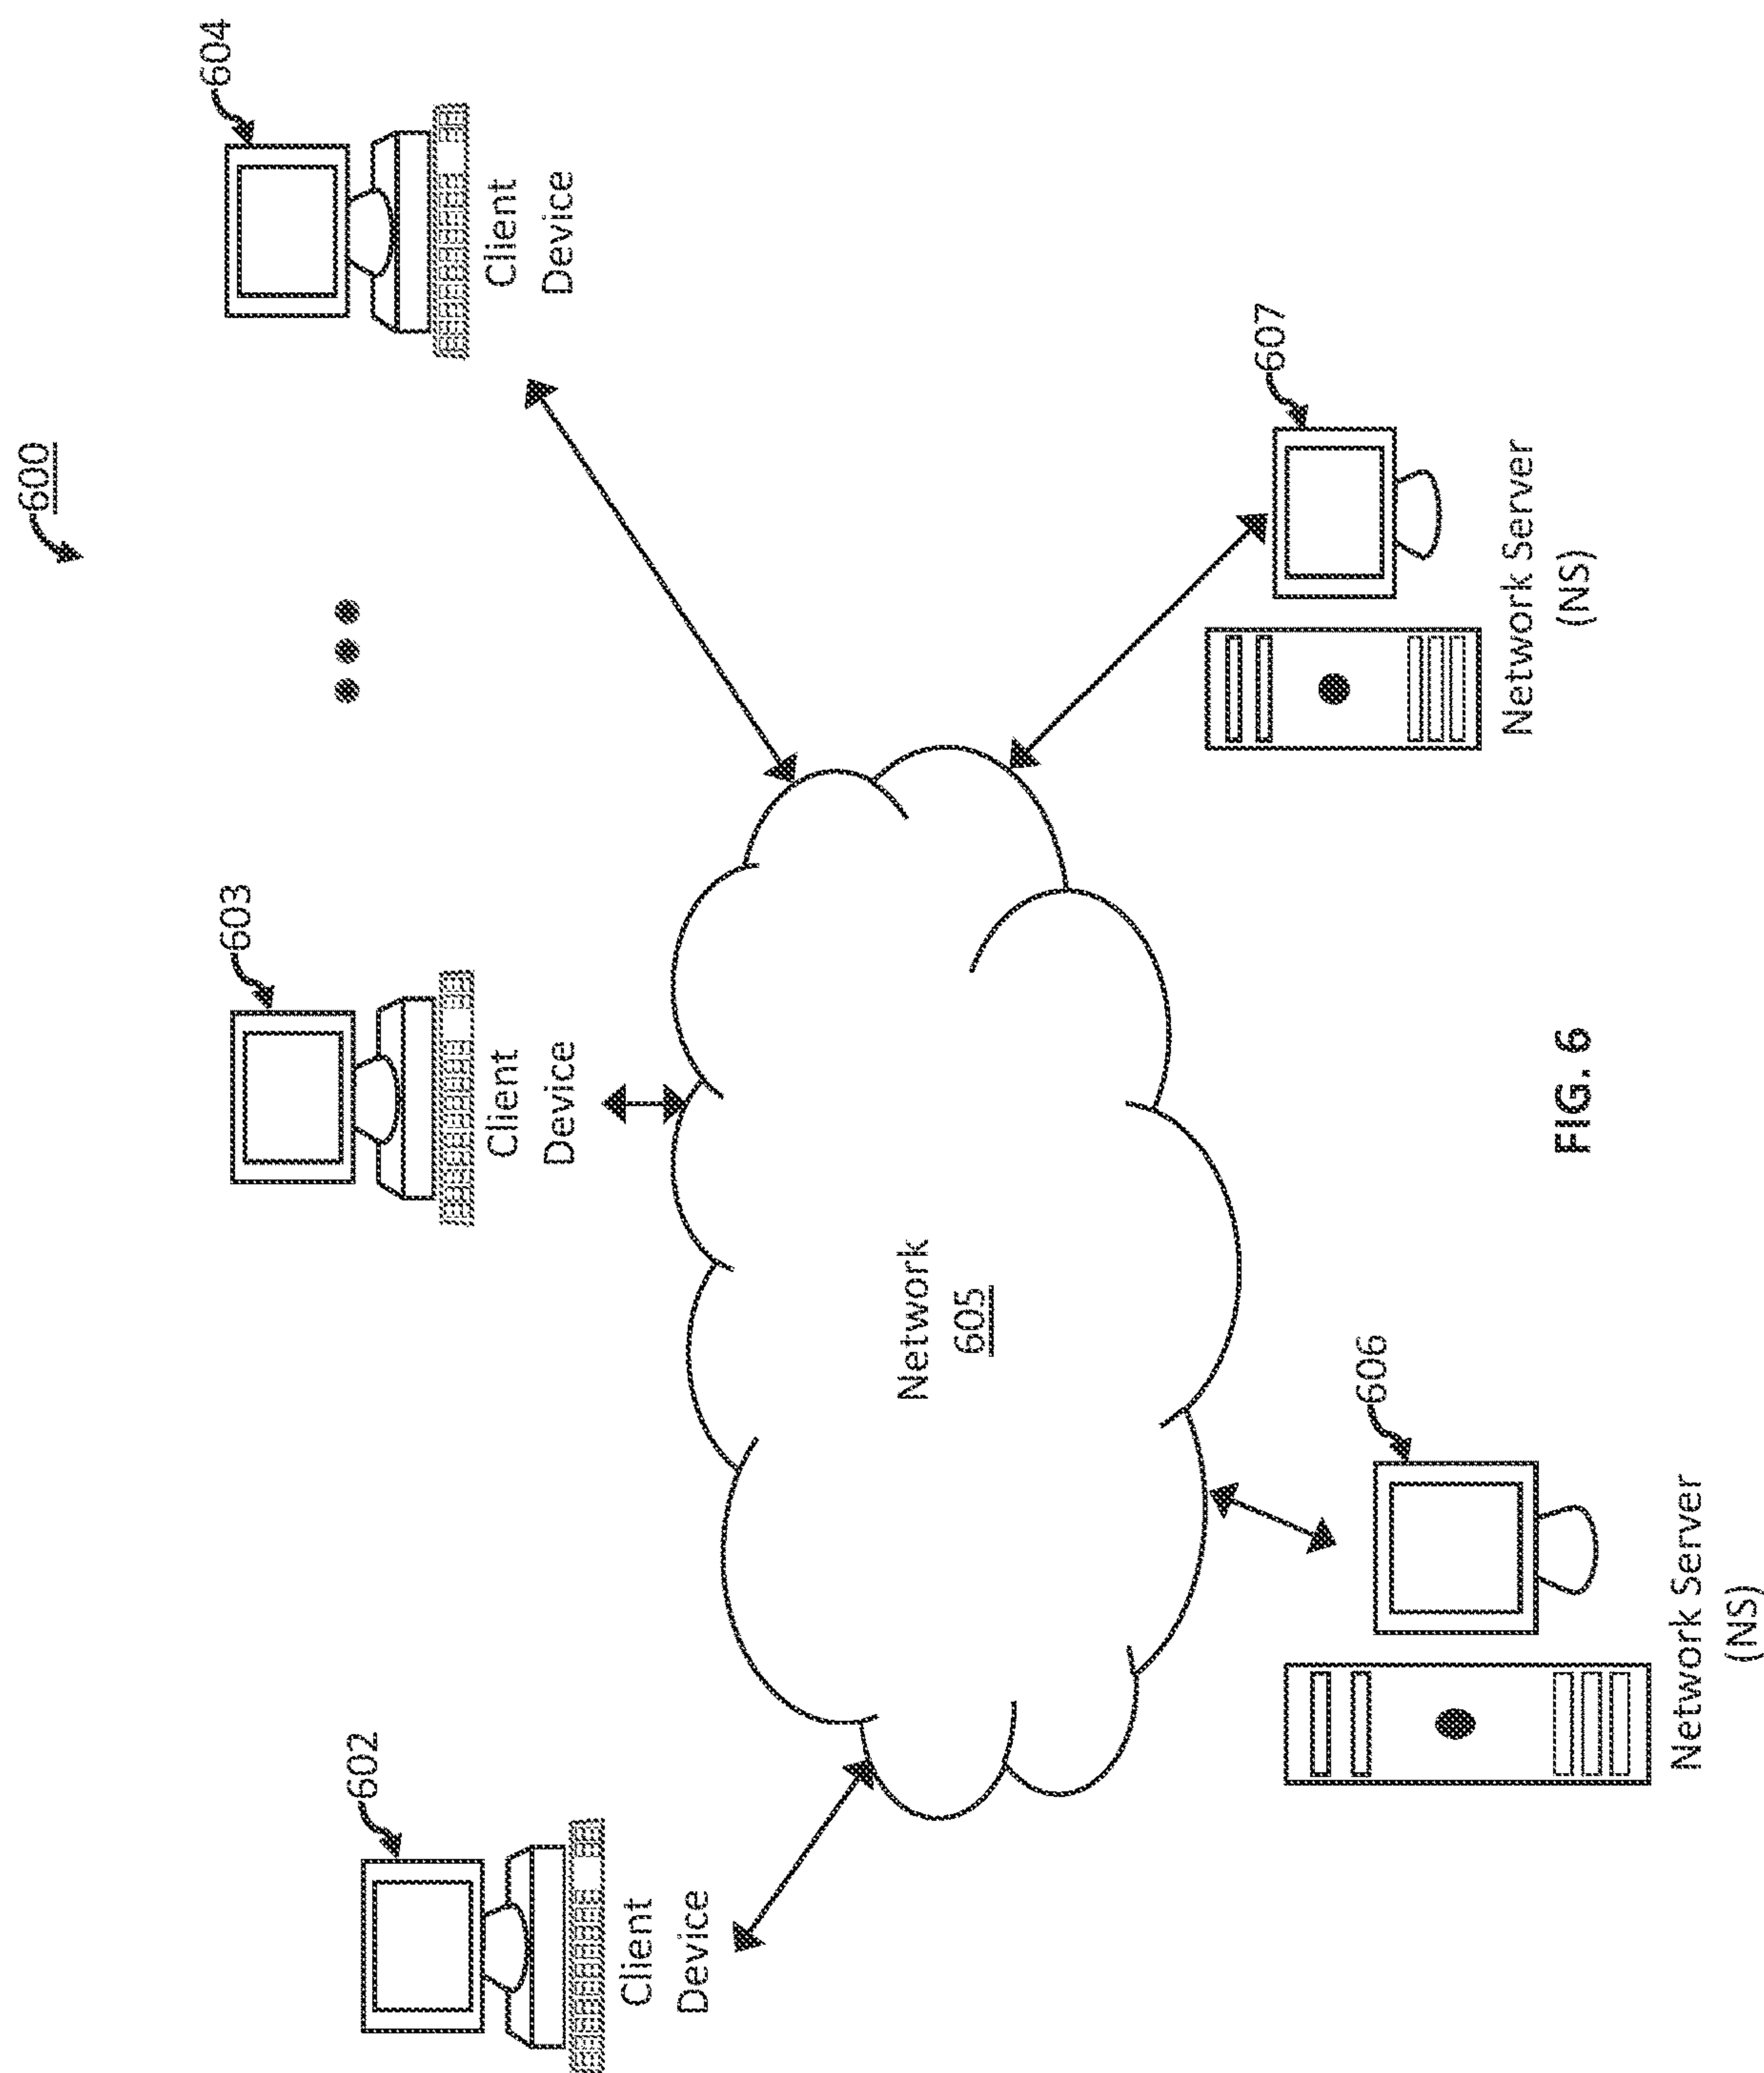 600
602
603
604
Client
Device
Client
Device
Client
Device
Network
605
606
607
Network Server
(NS)
Network Server
(NS)
FIG. 6